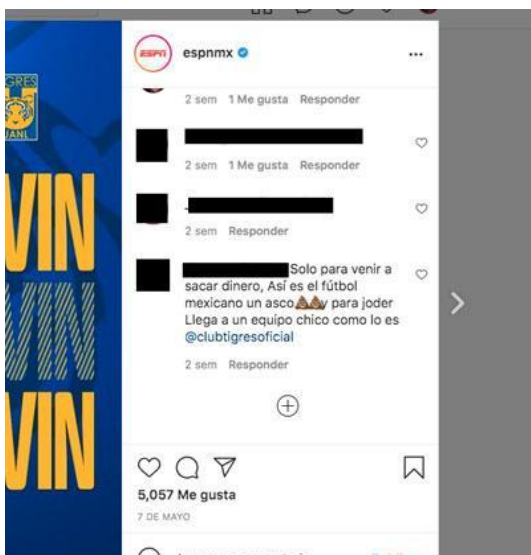 TIGRES
UANL
VIN
VIN
VIN
ESPN
espnmx
2 sem 1 Me gusta Responder
2 sem 1 Me gusta Responder
2 sem Responder
Solo para venir a
sacar dinero, Así es el fútbol
mexicano un asco💩💩y para joder
Llega a un equipo chico como lo es
@clubtigresoficial
2 sem Responder
5,057 Me gusta
7 DE MAYO